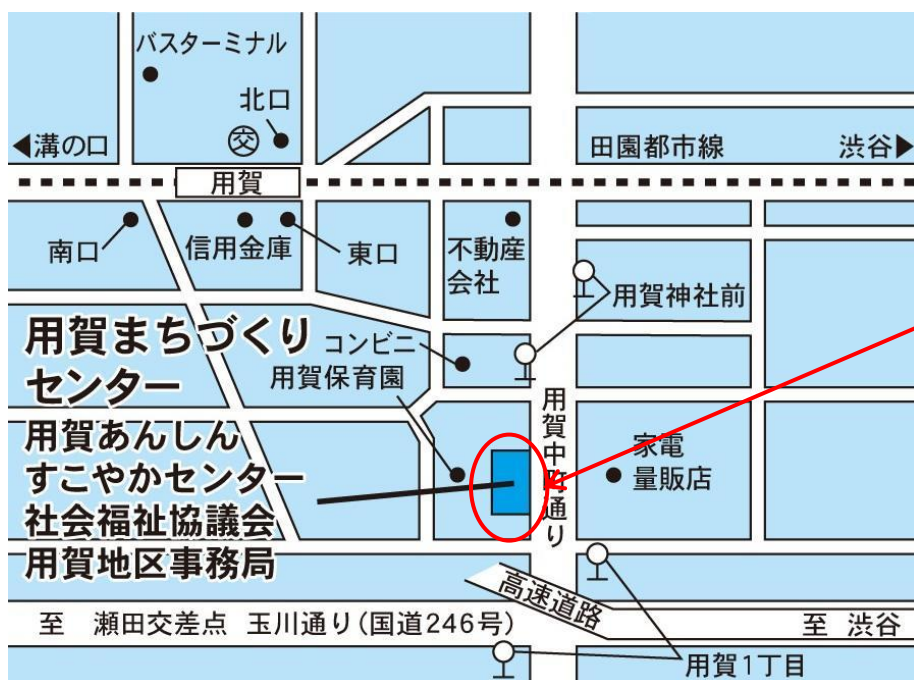 バスターミナル
北口
交
◀溝の口
田園都市線
渋谷▶
用賀
南口
信用金庫
東口
不動産
会社
用賀神社前
用賀まちづくり
センター
コンビニ
用賀保育園
用賀あんしん
すこやかセンター
社会福祉協議会
用賀地区事務局
用賀中町通り
家電
量販店
高速道路
至 瀬田交差点 玉川通り(国道246号)
至 渋谷
用賀1丁目